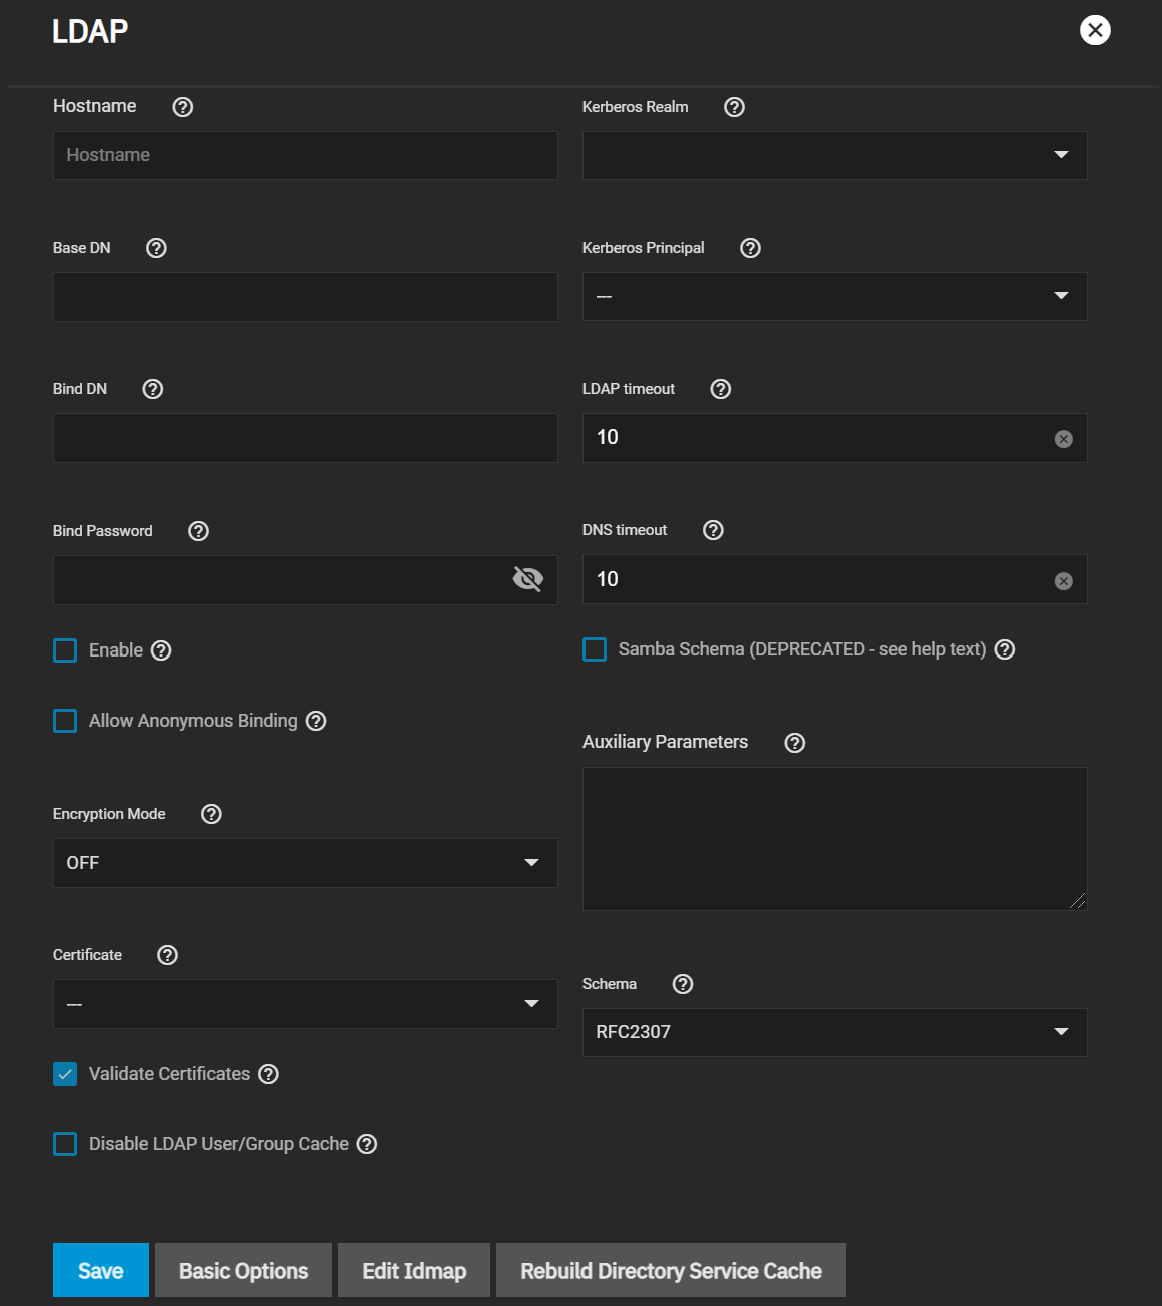 LDAP
Hostname
Hostname
Base DN
Bind DN
Bind Password
Enable
Allow Anonymous Binding
Encryption Mode
OFF
Certificate
---
Validate Certificates
Disable LDAP User/Group Cache
Kerberos Realm
Kerberos Principal
---
LDAP timeout
10
DNS timeout
10
Samba Schema (DEPRECATED - see help text)
Auxiliary Parameters
Schema
RFC2307
Save
Basic Options
Edit Idmap
Rebuild Directory Service Cache